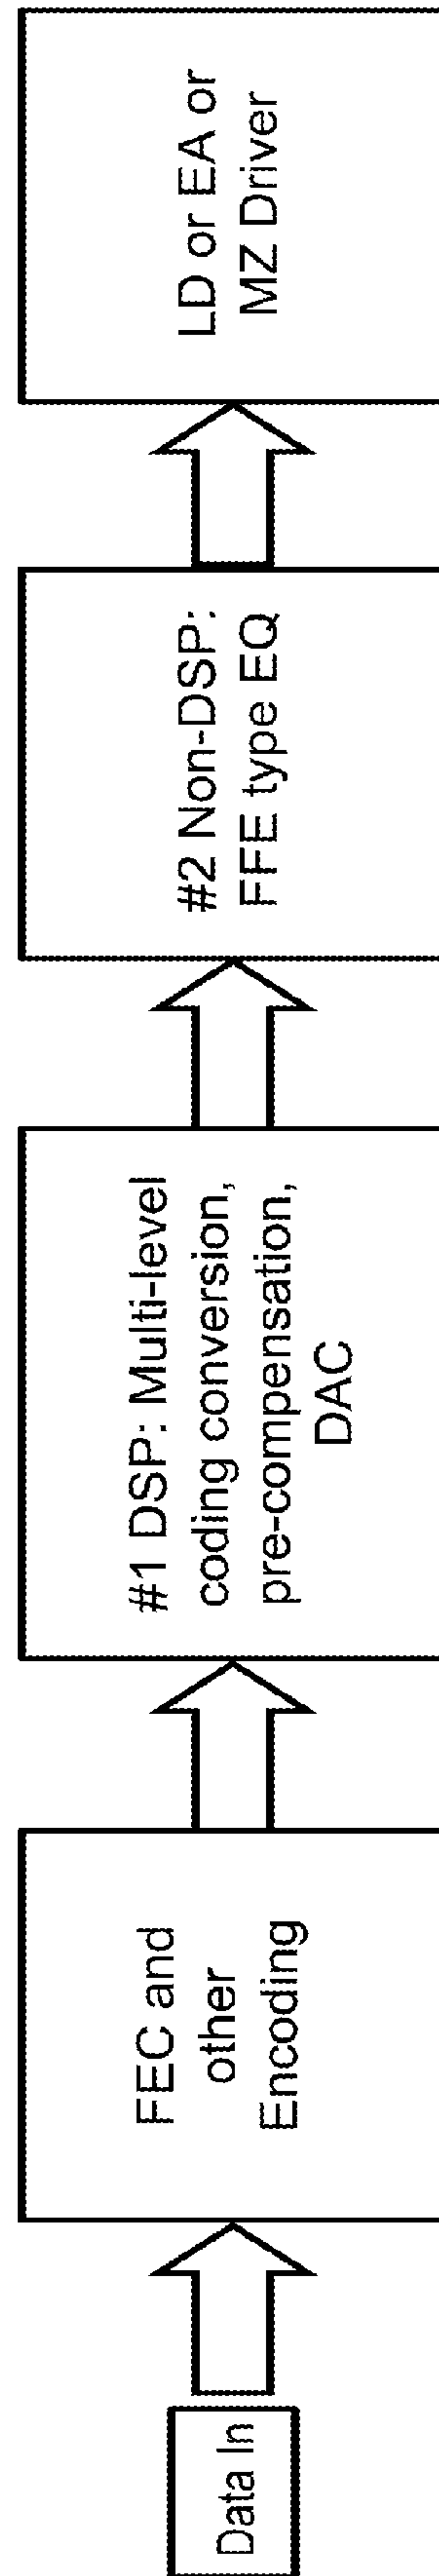 Data In
FEC and
other
Encoding
#1 DSP: Multi-level
coding conversion,
pre-compensation,
DAC
#2 Non-DSP:
FFE type EQ
LD or EA or
MZ Driver